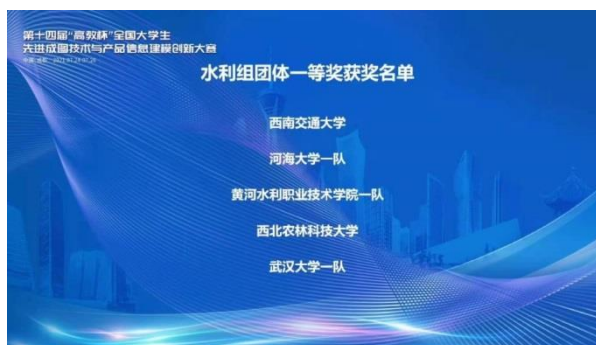 第十四届“高教杯”全国大学生
先进成图技术与产品信息建模创新大赛
水利组团体一等奖获奖名单
西南交通大学
河海大学一队
黄河水利职业技术学院一队
西北农林科技大学
武汉大学一队